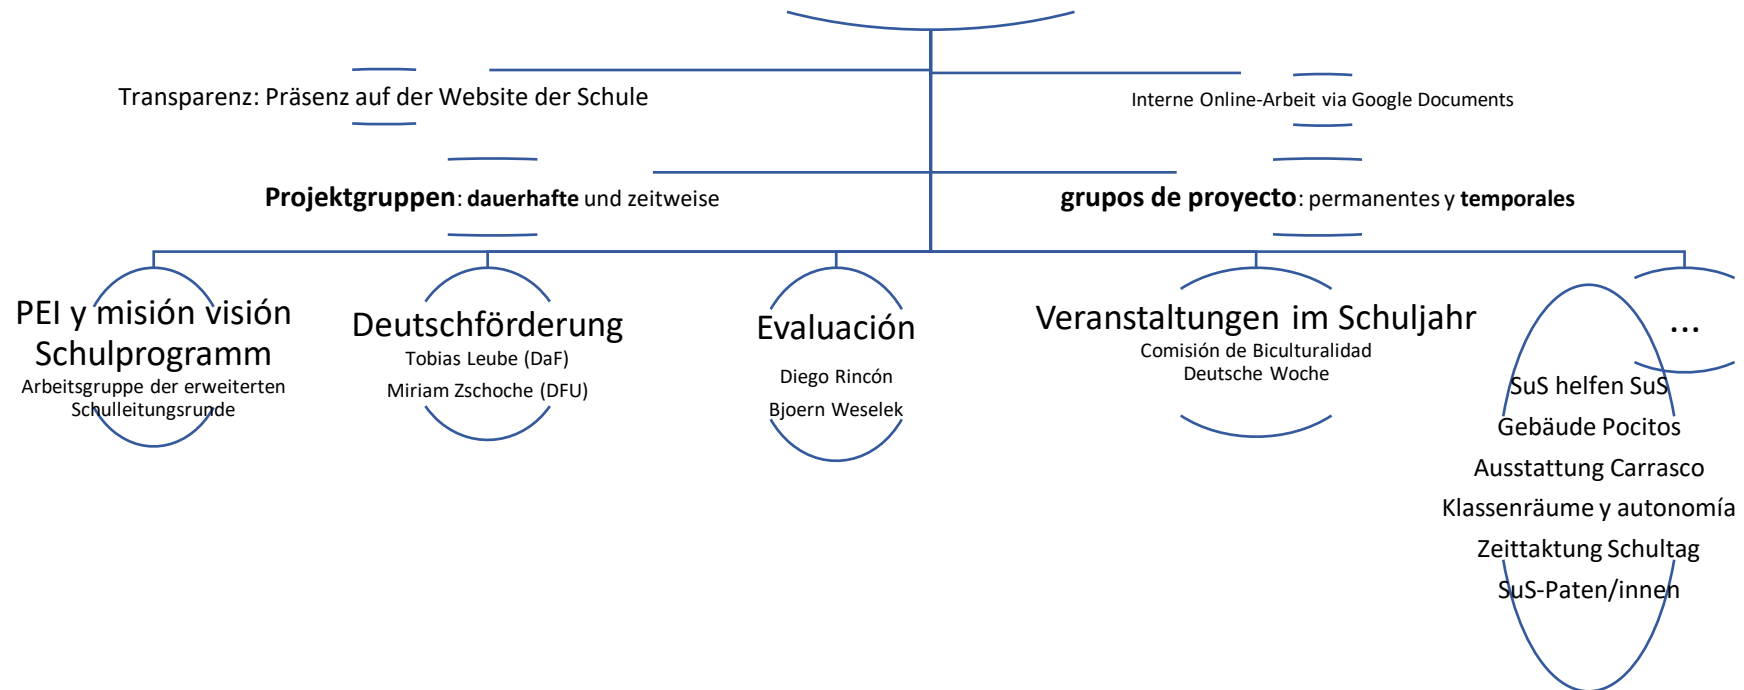 Transparenz: Präsenz auf der Website der Schule
Interne Online-Arbeit via Google Documents
Projektgruppen: dauerhafte und zeitweise
grupos de proyecto: permanentes y temporales
PEI y misión visión
Schulprogramm
Arbeitsgruppe der erweiterten
Schulleitungsrunde
Deutschförderung
Tobias Leube (DaF)
Miriam Zschoche (DFU)
Evaluación
Diego Rincón
Bjoern Weselek
Veranstaltungen im Schuljahr
Comisión de Biculturalidad
Deutsche Woche
...
SuS helfen SuS
Gebäude Pocitos
Ausstattung Carrasco
Klassenräume y autonomía
Zeittaktung Schultag
SuS-Paten/innen